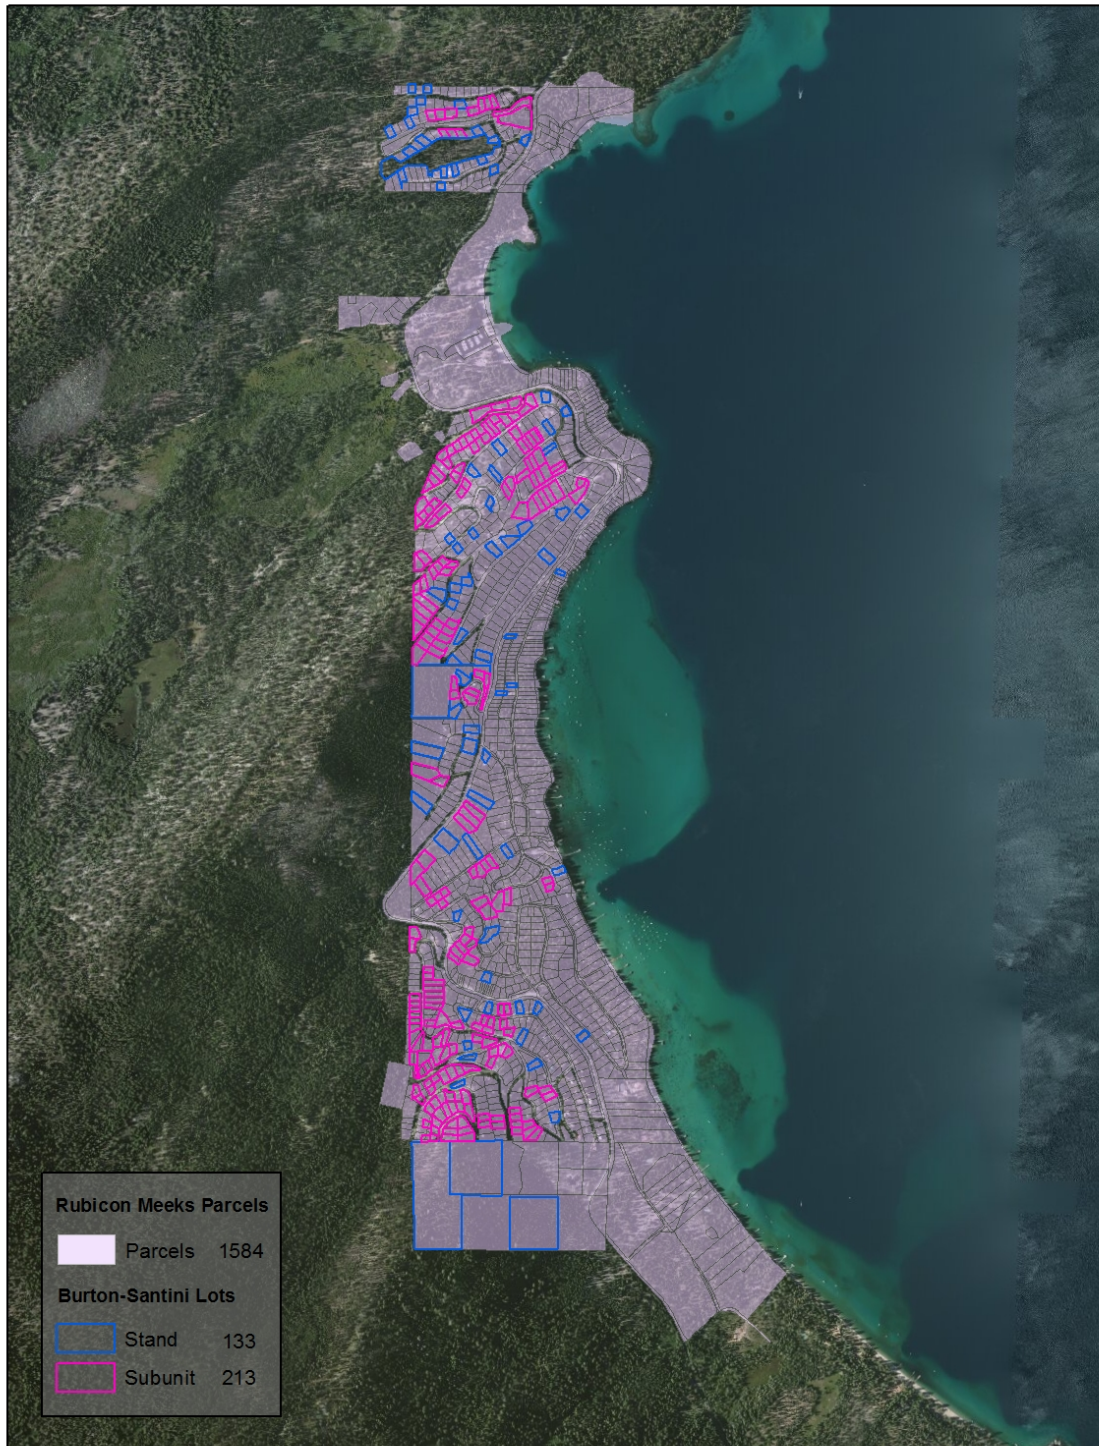 Rubicon Meeks Parcels
Parcels 1584
Burton-Santini Lots
Stand 133
Subunit 213